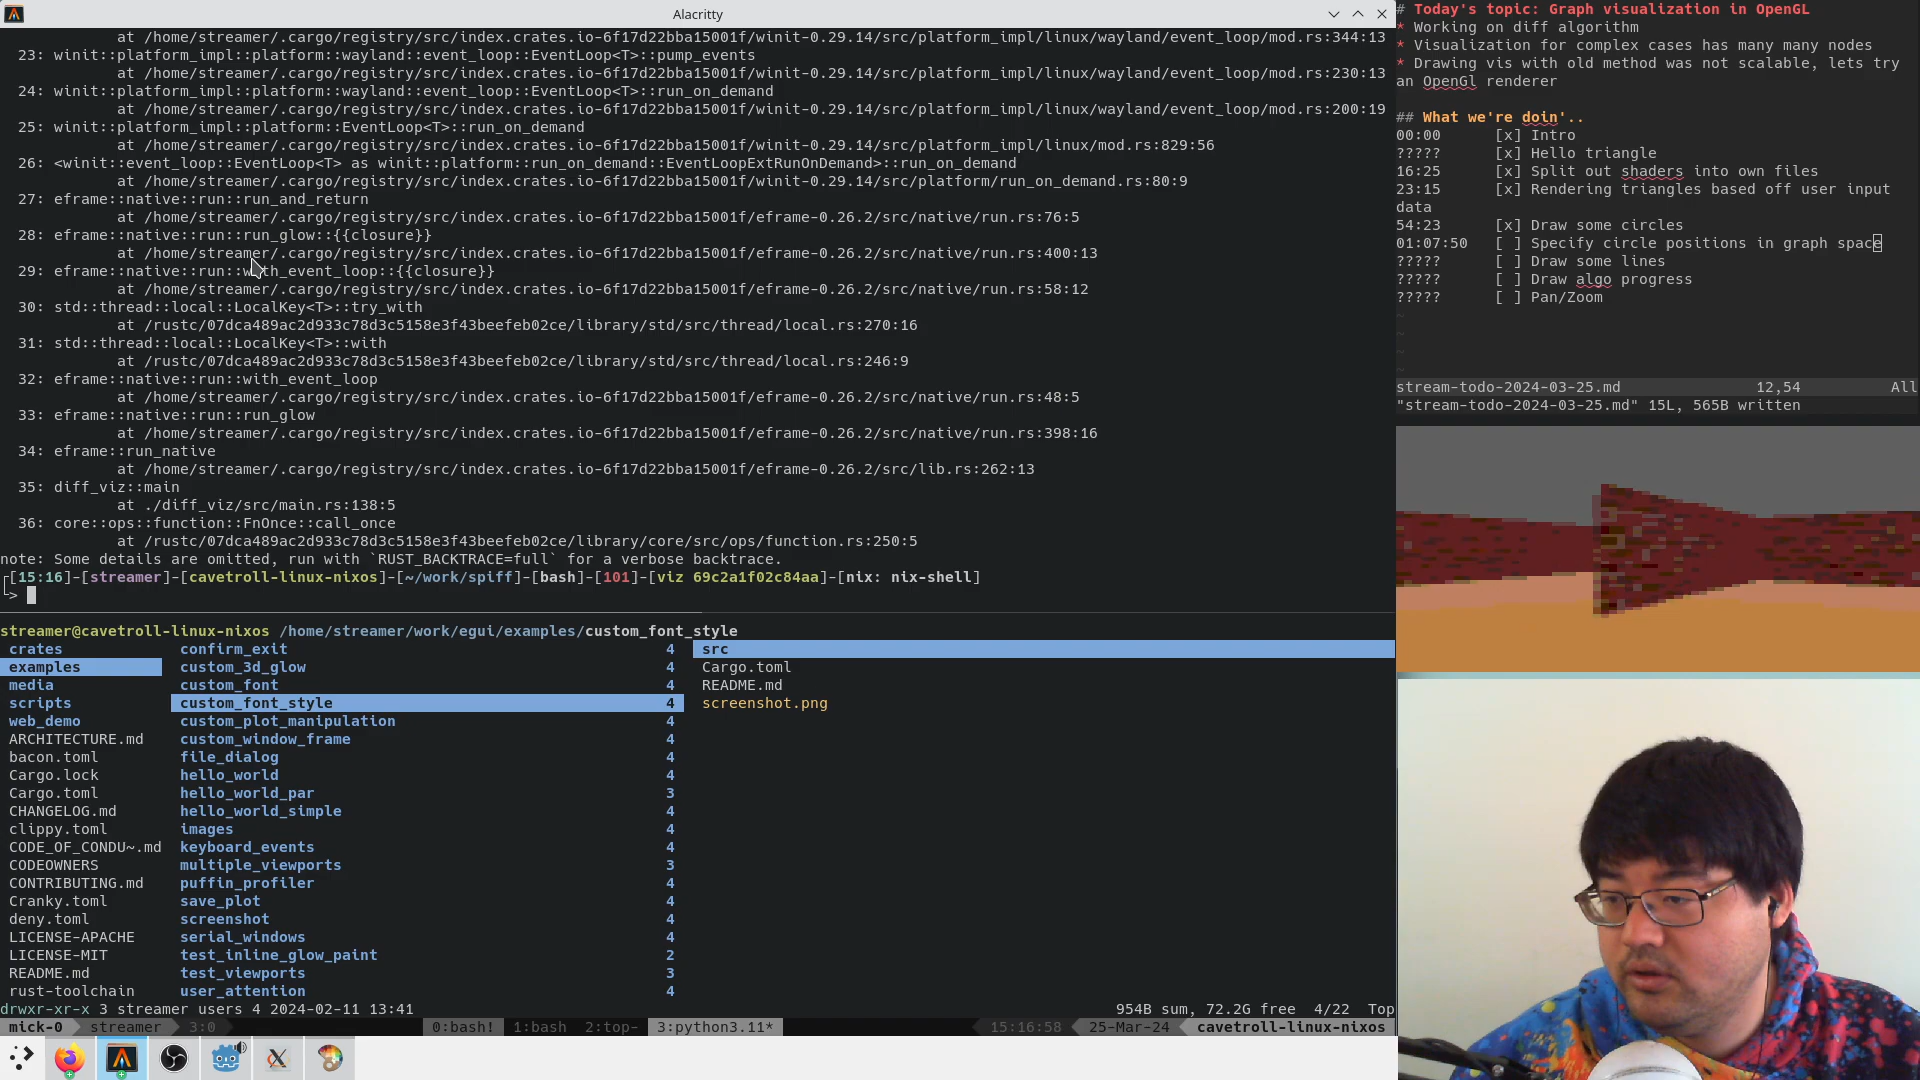 Alacritty
at /home/streamer/.cargo/registry/src/index.crates.io-6f17d22bba15001f/winit-0.29.14/src/platform_impl/linux/wayland/event_loop/mod.rs:344:13
23: winit::platform_impl::platform::wayland::event_loop::EventLoop<T>::pump_events
at /home/streamer/.cargo/registry/src/index.crates.io-6f17d22bba15001f/winit-0.29.14/src/platform_impl/linux/wayland/event_loop/mod.rs:230:13
24: winit::platform_impl::platform::wayland::event_loop::EventLoop<T>::run_on_demand
at /home/streamer/.cargo/registry/src/index.crates.io-6f17d22bba15001f/winit-0.29.14/src/platform_impl/linux/wayland/event_loop/mod.rs:200:19
25: winit::platform_impl::platform::EventLoop<T>::run_on_demand
at /home/streamer/.cargo/registry/src/index.crates.io-6f17d22bba15001f/winit-0.29.14/src/platform_impl/linux/mod.rs:829:56
26: <winit::event_loop::EventLoop<T> as winit::platform::run_on_demand::EventLoopExtRunOnDemand>::run_on_demand
at /home/streamer/.cargo/registry/src/index.crates.io-6f17d22bba15001f/winit-0.29.14/src/platform/run_on_demand.rs:80:9
27: eframe::native::run::run_and_return
at /home/streamer/.cargo/registry/src/index.crates.io-6f17d22bba15001f/eframe-0.26.2/src/native/run.rs:76:5
28: eframe::native::run::run_glow::{{closure}}
at /home/streamer/.cargo/registry/src/index.crates.io-6f17d22bba15001f/eframe-0.26.2/src/native/run.rs:400:13
29: eframe::native::run::with_event_loop::{{closure}}
at /home/streamer/.cargo/registry/src/index.crates.io-6f17d22bba15001f/eframe-0.26.2/src/native/run.rs:58:12
30: std::thread::local::LocalKey<T>::try_with
at /rustc/07dca489ac2d933c78d3c5158e3f43beefeb02ce/library/std/src/thread/local.rs:270:16
31: std::thread::local::LocalKey<T>::with
at /rustc/07dca489ac2d933c78d3c5158e3f43beefeb02ce/library/std/src/thread/local.rs:246:9
32: eframe::native::run::with_event_loop
at /home/streamer/.cargo/registry/src/index.crates.io-6f17d22bba15001f/eframe-0.26.2/src/native/run.rs:48:5
33: eframe::native::run::run_glow
at /home/streamer/.cargo/registry/src/index.crates.io-6f17d22bba15001f/eframe-0.26.2/src/native/run.rs:398:16
34: eframe::run_native
at /home/streamer/.cargo/registry/src/index.crates.io-6f17d22bba15001f/eframe-0.26.2/src/lib.rs:262:13
35: diff_viz::main
at ./diff_viz/src/main.rs:138:5
36: core::ops::function::FnOnce::call_once
at /rustc/07dca489ac2d933c78d3c5158e3f43beefeb02ce/library/core/src/ops/function.rs:250:5
note: Some details are omitted, run with `RUST_BACKTRACE=full` for a verbose backtrace.
┌[15:16]-[streamer]-[cavetroll-linux-nixos]-[~/work/spiff]-[bash]-[101]-[viz 69c2a1f02c84aa]-[nix: nix-shell]
└>
streamer@cavetroll-linux-nixos /home/streamer/work/egui/examples/custom_font_style
crates confirm_exit 4 src
examples custom_3d_glow 4 Cargo.toml
media custom_font 4 README.md
scripts custom_font_style 4 screenshot.png
web_demo custom_plot_manipulation 4
ARCHITECTURE.md custom_window_frame 4
bacon.toml file_dialog 4
Cargo.lock hello_world 4
Cargo.toml hello_world_par 3
CHANGELOG.md hello_world_simple 4
clippy.toml images 4
CODE_OF_CONDU~.md keyboard_events 4
CODEOWNERS multiple_viewports 3
CONTRIBUTING.md puffin_profiler 4
Cranky.toml save_plot 4
deny.toml screenshot 4
LICENSE-APACHE serial_windows 4
LICENSE-MIT test_inline_glow_paint 2
README.md test_viewports 3
rust-toolchain user_attention 4
drwxr-xr-x 3 streamer users 4 2024-02-11 13:41 954B sum, 72.2G free 4/22 Top
mick-0 streamer 3:0 0:bash! 1:bash 2:top- 3:python3.11* 15:16:58 25-Mar-24 cavetroll-linux-nixos
# Today's topic: Graph visualization in OpenGL
* Working on diff algorithm
* Visualization for complex cases has many many nodes
* Drawing vis with old method was not scalable, lets try
an OpenGl renderer
## What we're doin'..
00:00 [x] Intro
????? [x] Hello triangle
16:25 [x] Split out shaders into own files
23:15 [x] Rendering triangles based off user input
data
54:23 [x] Draw some circles
01:07:50 [ ] Specify circle positions in graph space
????? [ ] Draw some lines
????? [ ] Draw algo progress
????? [ ] Pan/Zoom
~
~
~
~
stream-todo-2024-03-25.md 12,54 All
"stream-todo-2024-03-25.md" 15L, 565B written